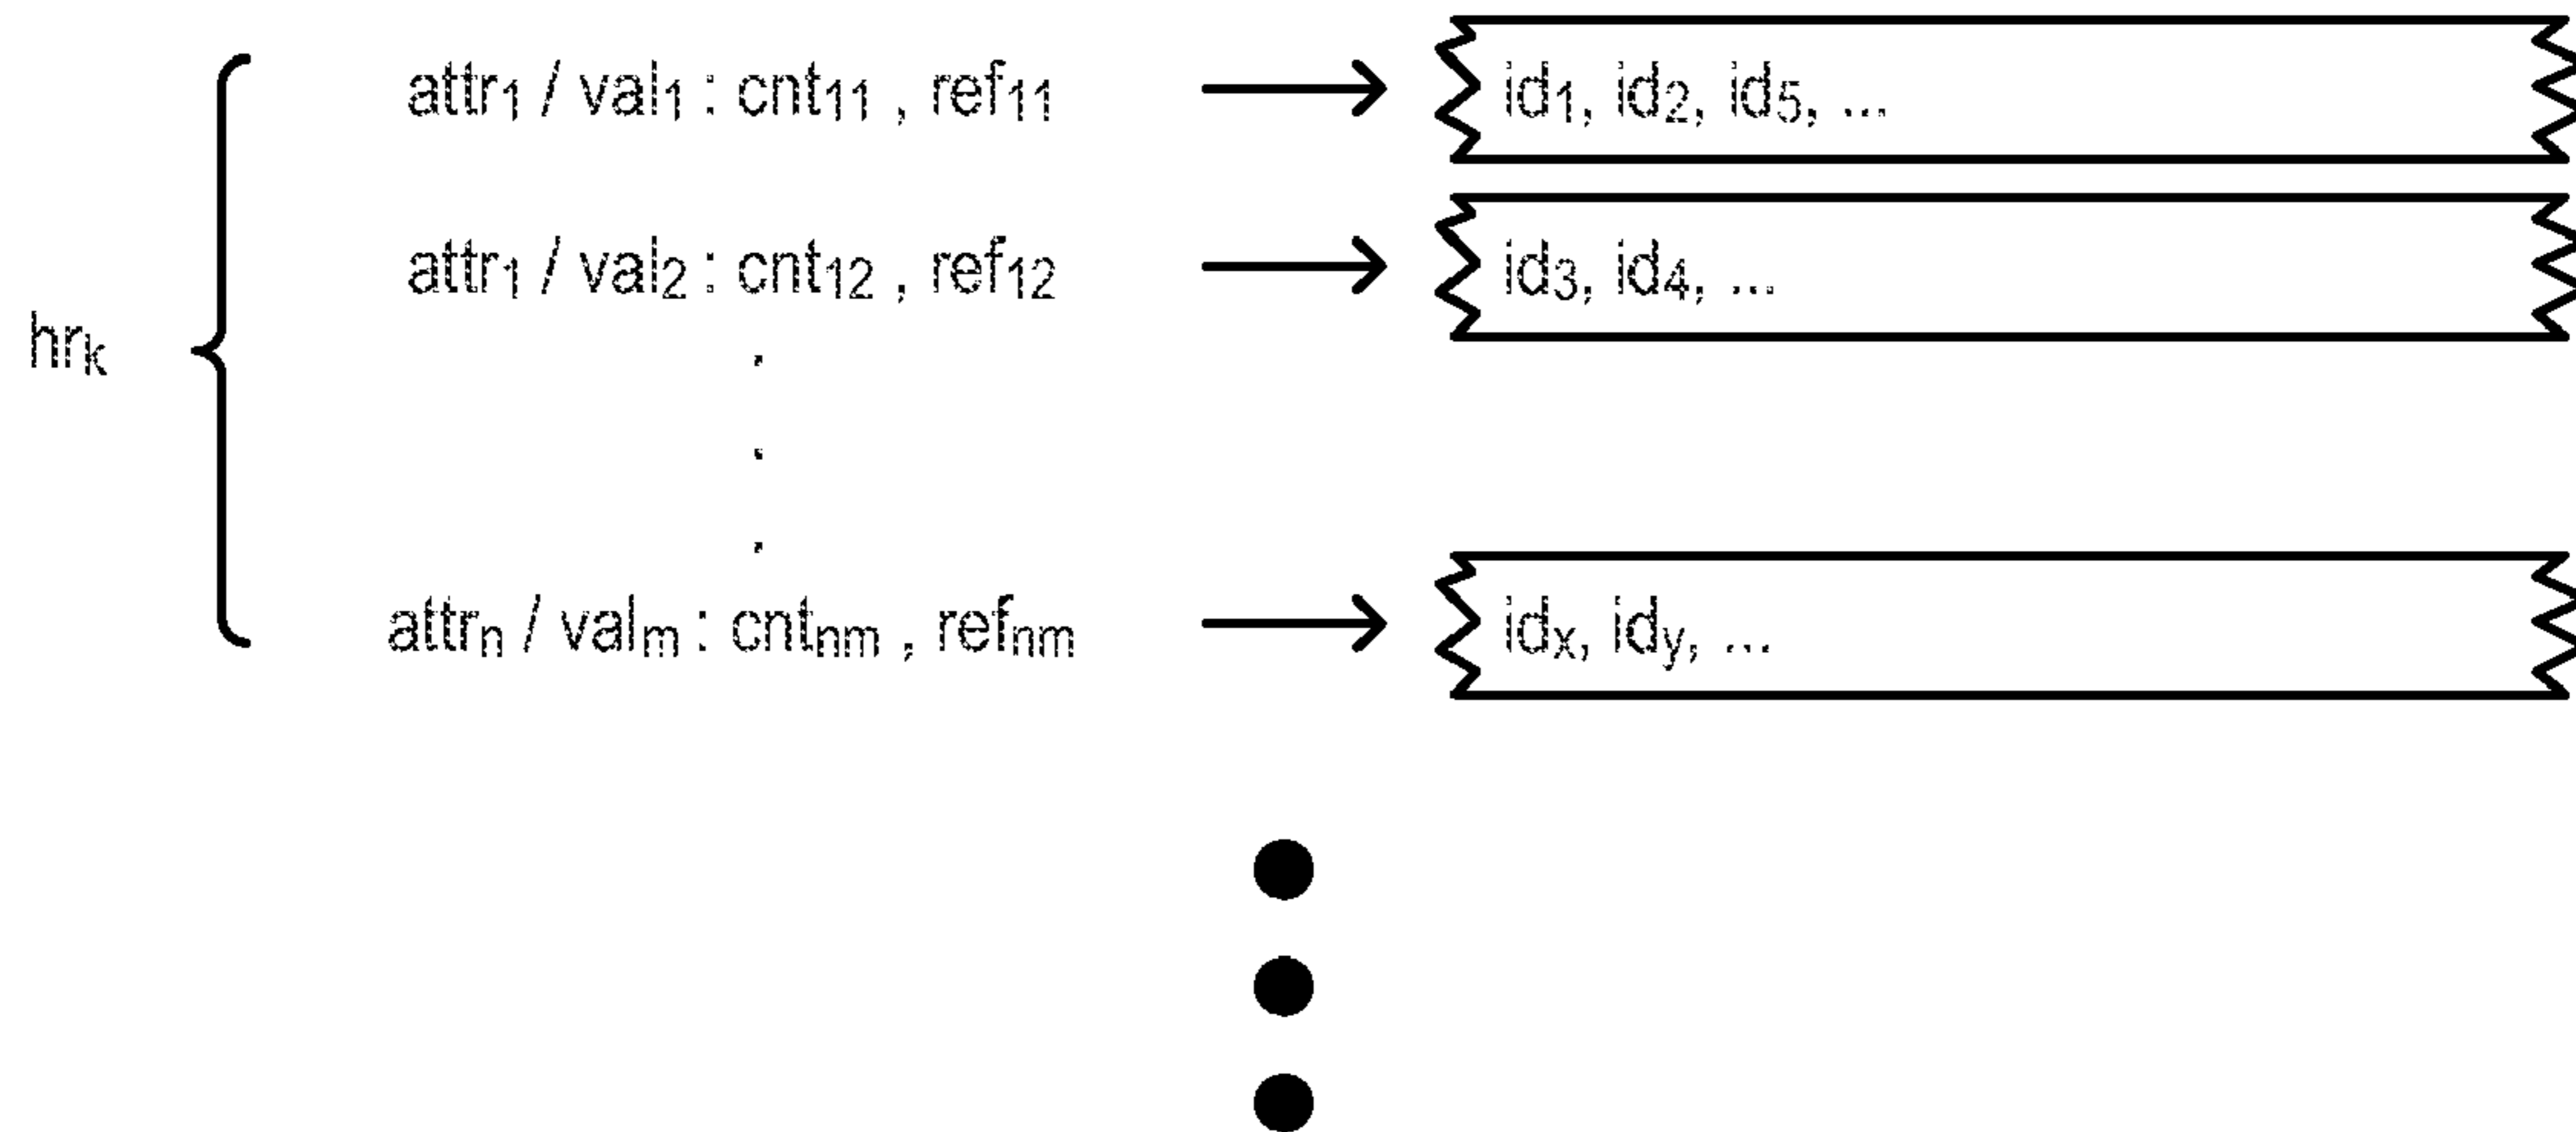 attr₁ / val₁ : cnt₁₁ , ref₁₁ → id₁, id₂, id₅, ...
attr₁ / val₂ : cnt₁₂ , ref₁₂ → id₃, id₄, ...
hrₖ
.
.
.
attrₙ / valₘ : cntₙₘ , refₙₘ → idₓ, id_y, ...